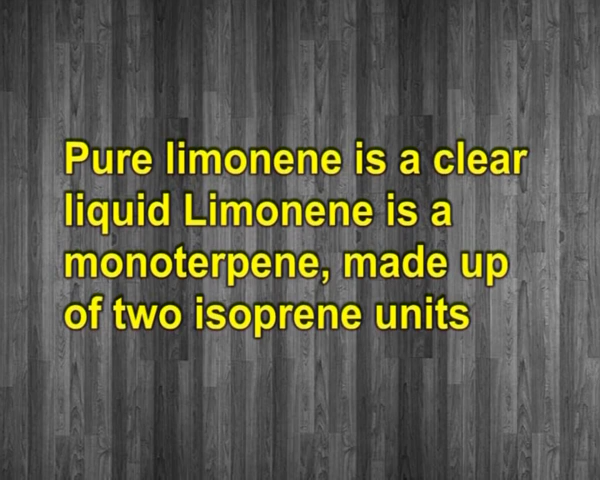 Pure limonene is a clear
liquid Limonene is a
monoterpene, made up
of two isoprene units